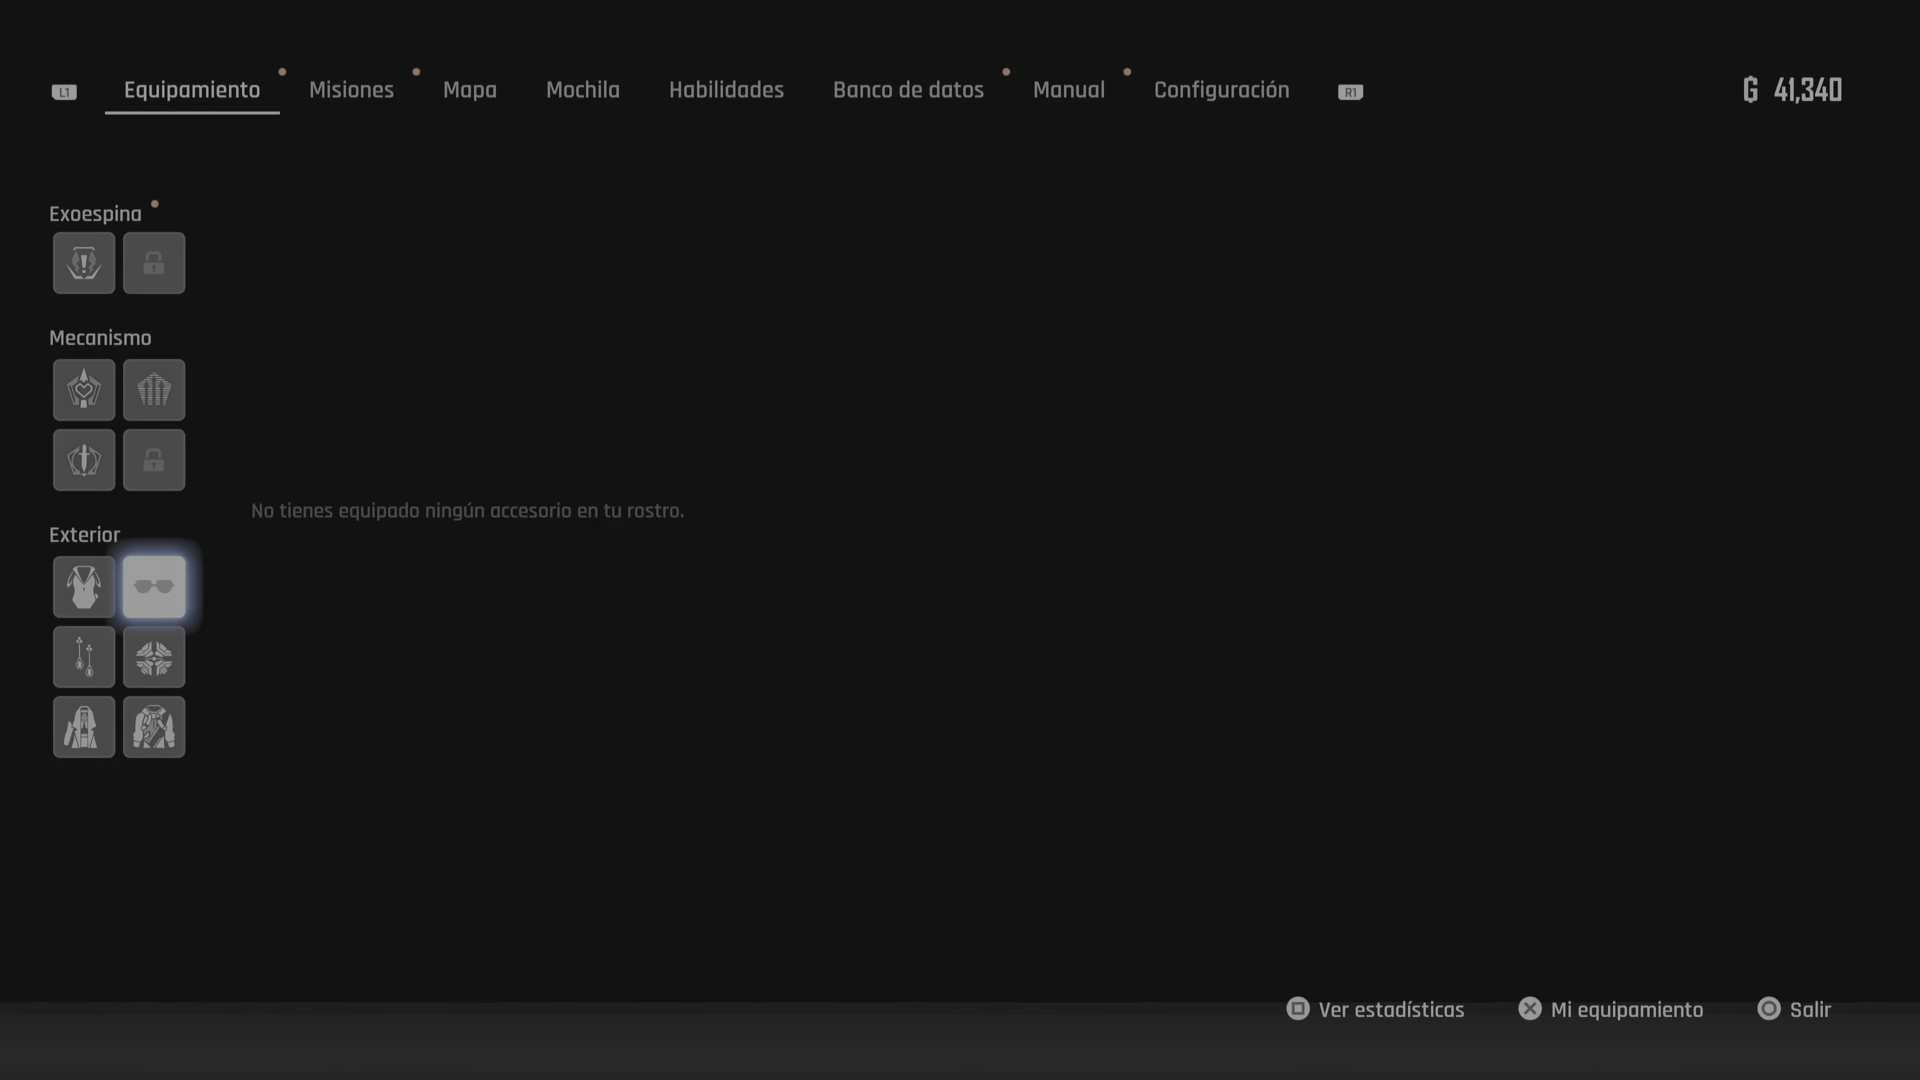 L1 Equipamiento Misiones Mapa Mochila Habilidades Banco de datos Manual Configuración R1 41,340
Exoespina
Mecanismo
No tienes equipado ningún accesorio en tu rostro.
Exterior
Ver estadísticas Mi equipamiento Salir